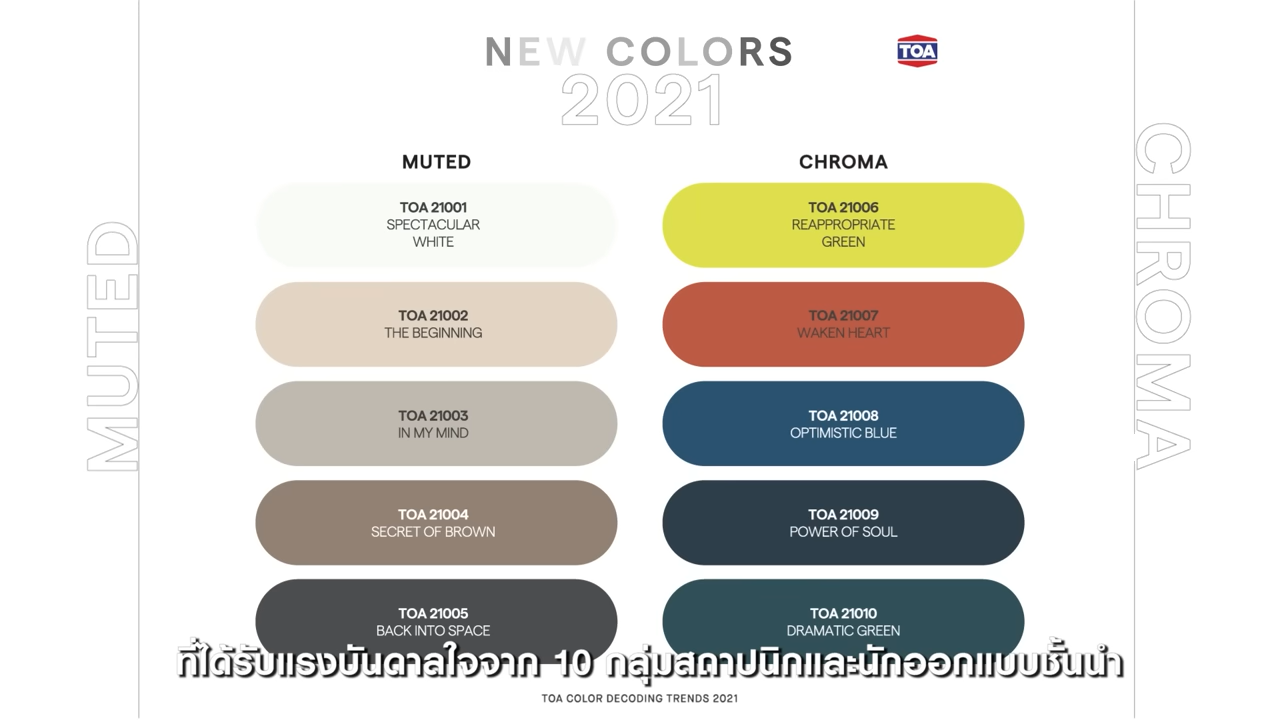 NEW COLORS
2021
TOA
MUTED
CHROMA
MUTED
TOA 21001
SPECTACULAR
WHITE
TOA 21002
THE BEGINNING
TOA 21003
IN MY MIND
TOA 21004
SECRET OF BROWN
TOA 21005
BACK INTO SPACE
CHROMA
TOA 21006
REAPPROPRIATE
GREEN
TOA 21007
WAKEN HEART
TOA 21008
OPTIMISTIC BLUE
TOA 21009
POWER OF SOUL
TOA 21010
DRAMATIC GREEN
ที่ได้รับแรงบันดาลใจจาก 10 กลุ่มสถาปนิกและนักออกแบบชั้นนำ
TOA COLOR DECODING TRENDS 2021